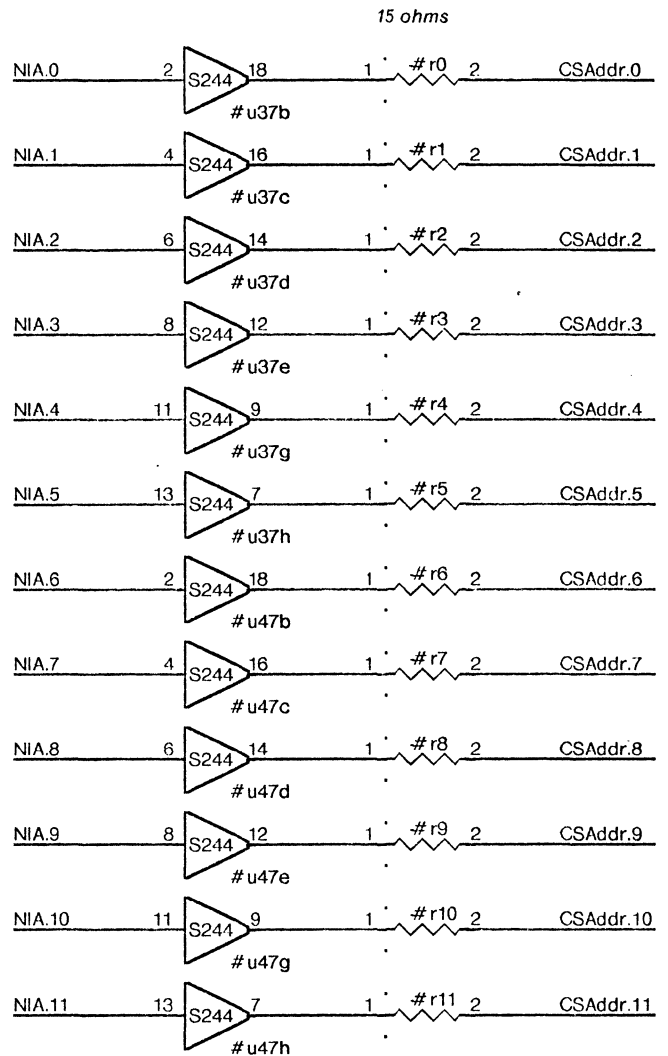 15 ohms
NIA.0 2 S244 18 1 #r0 2 CSAddr.0
#u37b
NIA.1 4 S244 16 1 #r1 2 CSAddr.1
#u37c
NIA.2 6 S244 14 1 #r2 2 CSAddr.2
#u37d
NIA.3 8 S244 12 1 #r3 2 CSAddr.3
#u37e
NIA.4 11 S244 9 1 #r4 2 CSAddr.4
#u37g
NIA.5 13 S244 7 1 #r5 2 CSAddr.5
#u37h
NIA.6 2 S244 18 1 #r6 2 CSAddr.6
#u47b
NIA.7 4 S244 16 1 #r7 2 CSAddr.7
#u47c
NIA.8 6 S244 14 1 #r8 2 CSAddr.8
#u47d
NIA.9 8 S244 12 1 #r9 2 CSAddr.9
#u47e
NIA.10 11 S244 9 1 #r10 2 CSAddr.10
#u47g
NIA.11 13 S244 7 1 #r11 2 CSAddr.11
#u47h